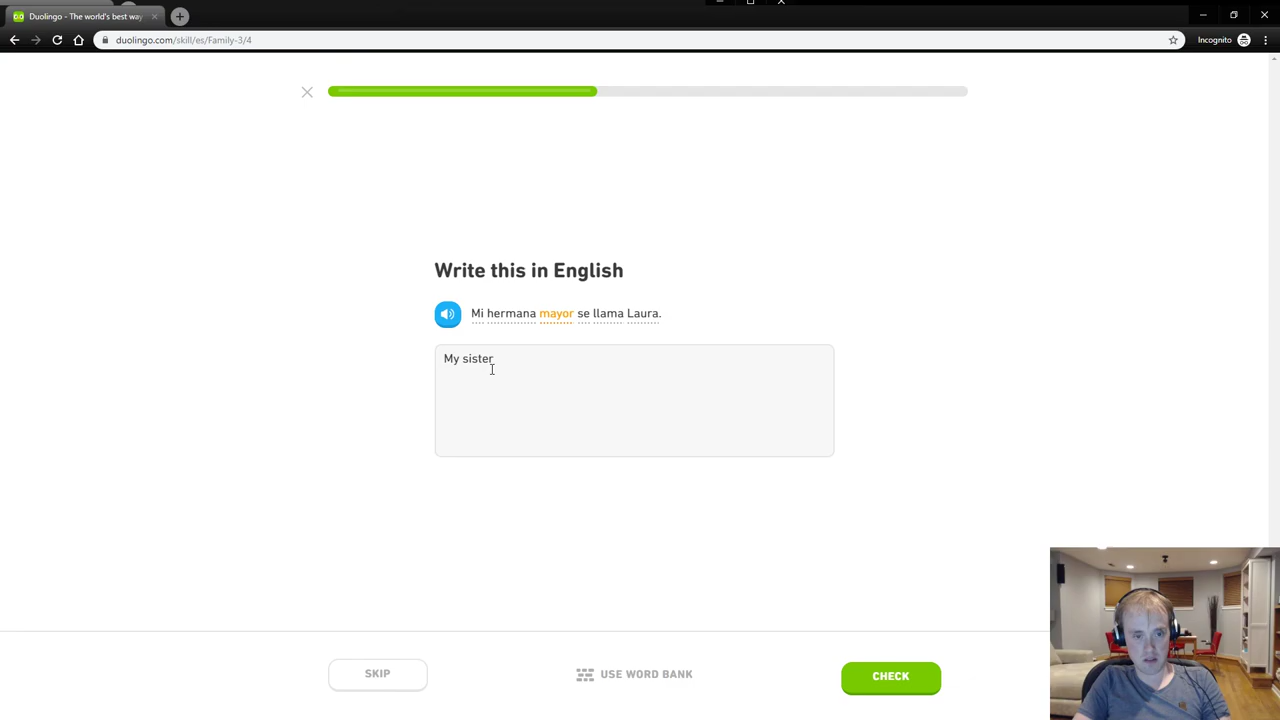 Duolingo - The world's best way
duolingo.com/skill/es/Family-3/4
Incognito
Write this in English
Mi hermana mayor se llama Laura.
My sister
SKIP
USE WORD BANK
CHECK